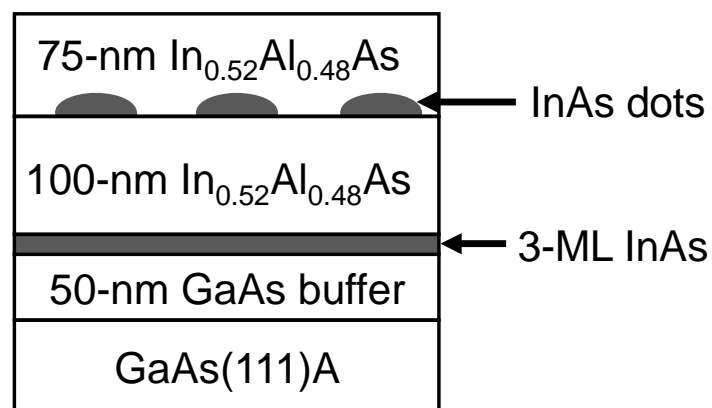 75-nm In₀.₅₂Al₀.₄₈As
InAs dots
100-nm In₀.₅₂Al₀.₄₈As
3-ML InAs
50-nm GaAs buffer
GaAs(111)A